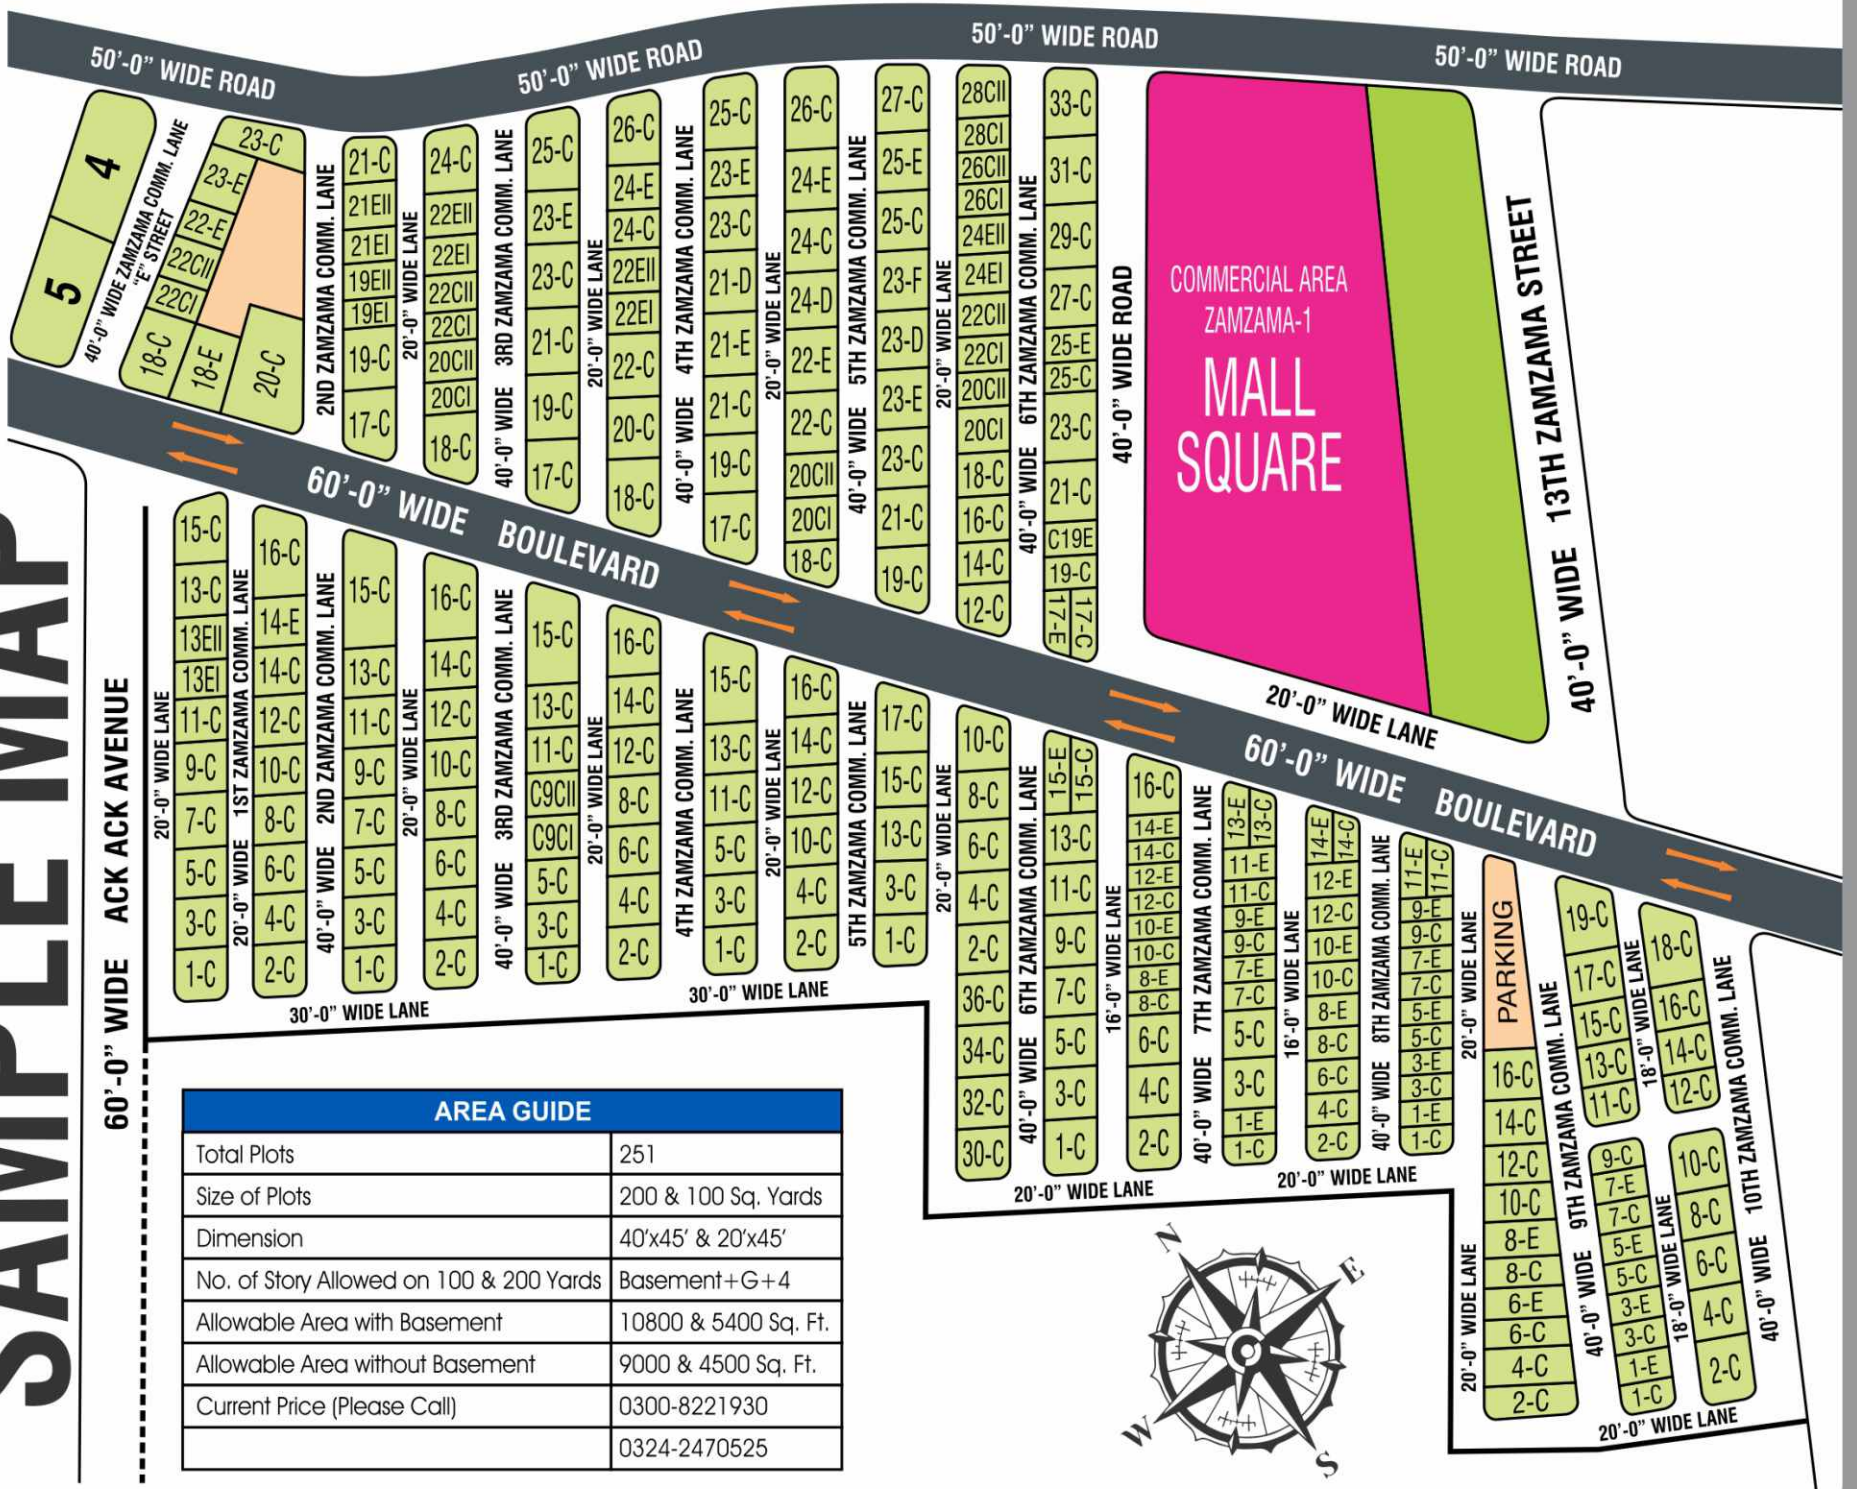 SAMPLE MAP
50'-0" WIDE ROAD
50'-0" WIDE ROAD
50'-0" WIDE ROAD
50'-0" WIDE ROAD
4
5
40'-0" WIDE ZAMZAMA COMM. LANE
"E" STREET
23-C
23-E
22-E
22CII
22CI
18-C
18-E
20-C
2ND ZAMZAMA COMM. LANE
21-C
21EII
21EI
19EII
19EI
19-C
17-C
20'-0" WIDE LANE
24-C
22EII
22EI
22CII
22CI
20CII
20CI
18-C
40'-0" WIDE 3RD ZAMZAMA COMM. LANE
25-C
23-E
23-C
21-C
19-C
17-C
20'-0" WIDE LANE
26-C
24-E
24-C
22EII
22EI
22-C
20-C
18-C
40'-0" WIDE 4TH ZAMZAMA COMM. LANE
25-C
23-E
23-C
21-D
21-E
21-C
19-C
17-C
20'-0" WIDE LANE
26-C
24-E
24-C
24-D
22-E
22-C
20CII
20CI
18-C
40'-0" WIDE 5TH ZAMZAMA COMM. LANE
27-C
25-E
25-C
23-F
23-D
23-E
23-C
21-C
19-C
20'-0" WIDE LANE
28CII
28CI
26CII
26CI
24EII
24EI
22CII
22CI
20CII
20CI
18-C
16-C
14-C
12-C
40'-0" WIDE 6TH ZAMZAMA COMM. LANE
33-C
31-C
29-C
27-C
25-E
25-C
23-C
21-C
C19E
19-C
17-E
17-C
40'-0" WIDE ROAD
COMMERCIAL AREA
ZAMZAMA-1
MALL
SQUARE
40'-0" WIDE 13TH ZAMZAMA STREET
20'-0" WIDE LANE
60'-0" WIDE BOULEVARD
60'-0" WIDE BOULEVARD
60'-0" WIDE ACK ACK AVENUE
20'-0" WIDE LANE
15-C
13-C
13EII
13EI
11-C
9-C
7-C
5-C
3-C
1-C
20'-0" WIDE 1ST ZAMZAMA COMM. LANE
16-C
14-E
14-C
12-C
10-C
8-C
6-C
4-C
2-C
40'-0" WIDE 2ND ZAMZAMA COMM. LANE
15-C
13-C
11-C
9-C
7-C
5-C
3-C
1-C
20'-0" WIDE LANE
16-C
14-C
12-C
10-C
8-C
6-C
4-C
2-C
40'-0" WIDE 3RD ZAMZAMA COMM. LANE
15-C
13-C
11-C
C9CII
C9CI
5-C
3-C
1-C
20'-0" WIDE LANE
16-C
14-C
12-C
8-C
6-C
4-C
2-C
4TH ZAMZAMA COMM. LANE
15-C
13-C
11-C
5-C
3-C
1-C
20'-0" WIDE LANE
16-C
14-C
12-C
10-C
4-C
2-C
5TH ZAMZAMA COMM. LANE
17-C
15-C
13-C
3-C
1-C
30'-0" WIDE LANE
30'-0" WIDE LANE
20'-0" WIDE LANE
10-C
8-C
6-C
4-C
2-C
36-C
34-C
32-C
30-C
40'-0" WIDE 6TH ZAMZAMA COMM. LANE
15-E
15-C
13-C
11-C
9-C
7-C
5-C
3-C
1-C
16'-0" WIDE LANE
16-C
14-E
14-C
12-E
12-C
10-E
10-C
8-E
8-C
6-C
4-C
2-C
40'-0" WIDE 7TH ZAMZAMA COMM. LANE
13-E
13-C
11-E
11-C
9-E
9-C
7-E
7-C
5-C
3-C
1-E
1-C
16'-0" WIDE LANE
14-E
14-C
12-E
12-C
10-E
10-C
8-E
8-C
6-C
4-C
2-C
40'-0" WIDE 8TH ZAMZAMA COMM. LANE
11-E
11-C
9-E
9-C
7-E
7-C
5-E
5-C
3-E
3-C
1-E
1-C
20'-0" WIDE LANE
20'-0" WIDE LANE
20'-0" WIDE LANE
PARKING
16-C
14-C
12-C
10-C
8-E
8-C
6-E
6-C
4-C
2-C
20'-0" WIDE LANE
40'-0" WIDE 9TH ZAMZAMA COMM. LANE
19-C
17-C
15-C
13-C
11-C
9-C
7-E
7-C
5-E
5-C
3-E
3-C
1-E
1-C
18'-0" WIDE LANE
18'-0" WIDE LANE
18-C
16-C
14-C
12-C
10-C
8-C
6-C
4-C
2-C
40'-0" WIDE 10TH ZAMZAMA COMM. LANE
20'-0" WIDE LANE
AREA GUIDE
Total Plots 251
Size of Plots 200 & 100 Sq. Yards
Dimension 40'x45' & 20'x45'
No. of Story Allowed on 100 & 200 Yards Basement+G+4
Allowable Area with Basement 10800 & 5400 Sq. Ft.
Allowable Area without Basement 9000 & 4500 Sq. Ft.
Current Price (Please Call) 0300-8221930
0324-2470525
N
E
W
S